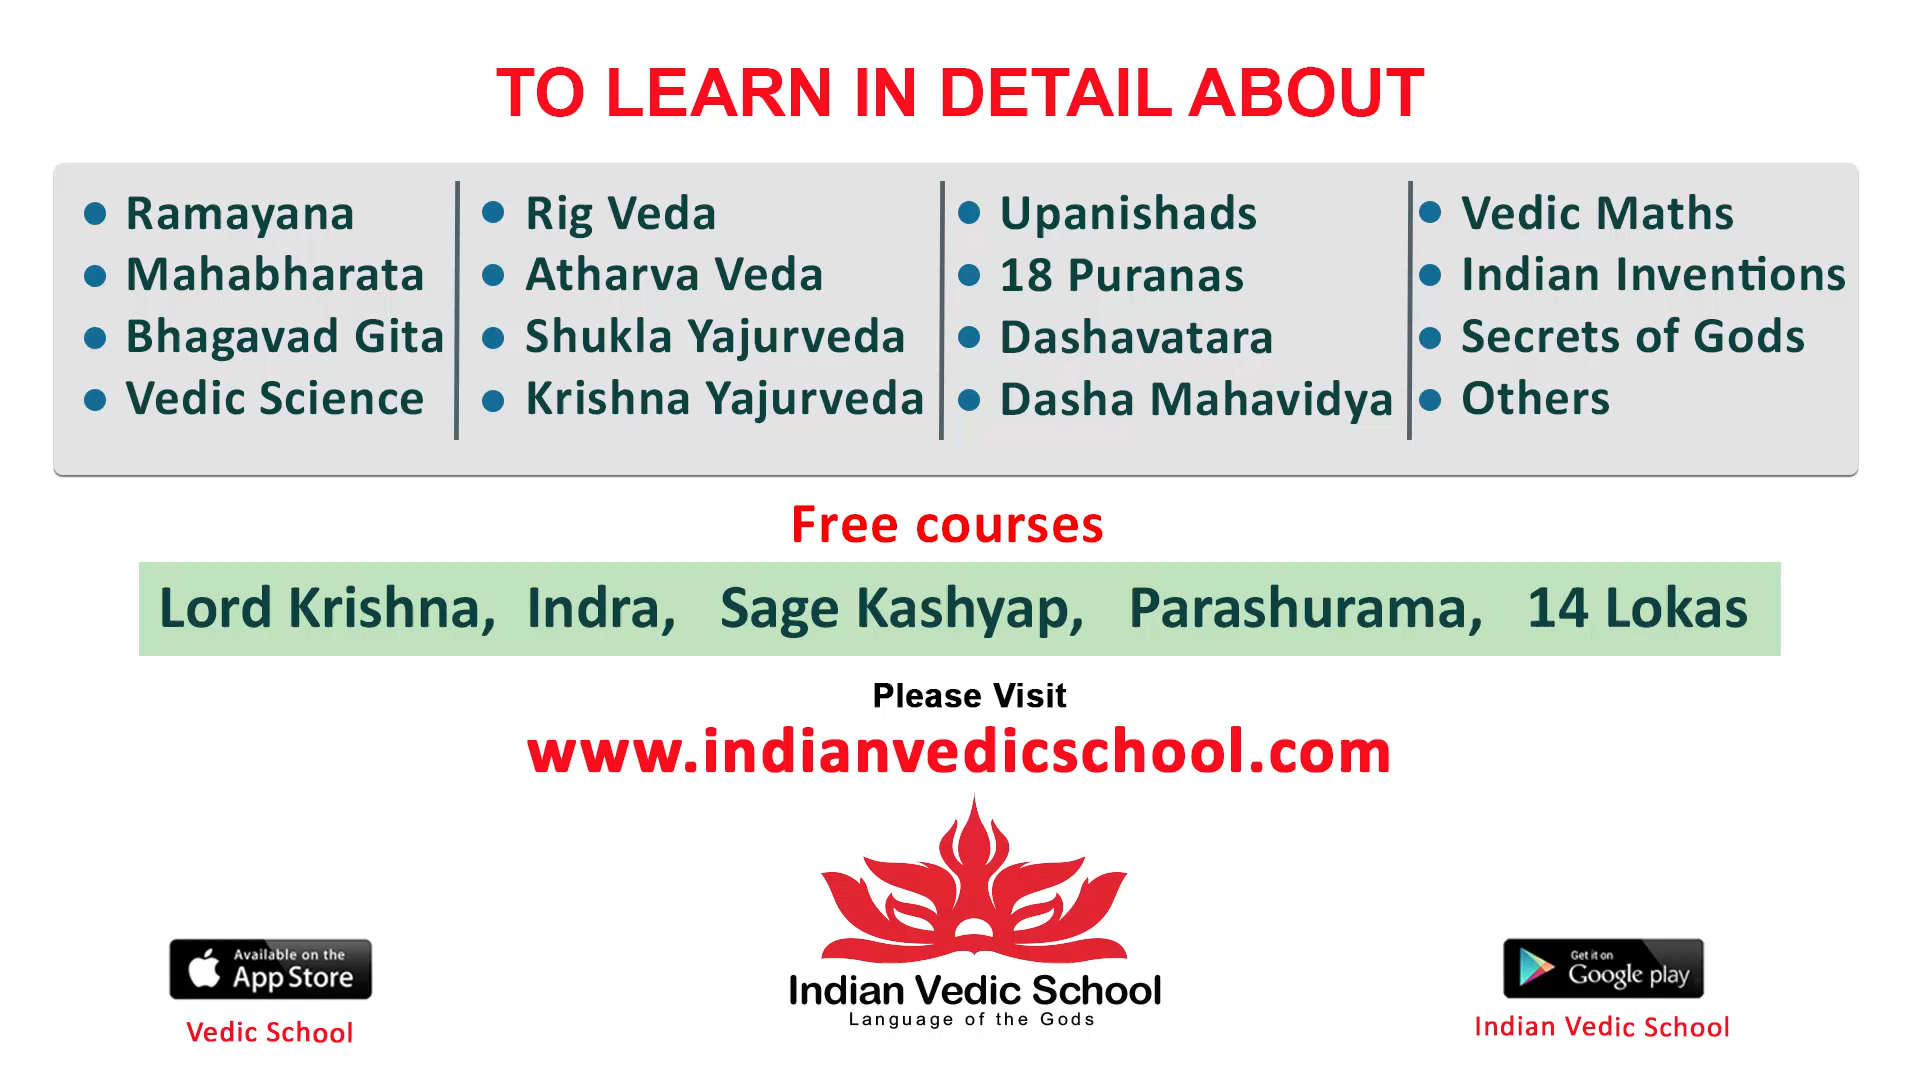 TO LEARN IN DETAIL ABOUT
• Ramayana
• Mahabharata
• Bhagavad Gita
• Vedic Science
• Rig Veda
• Atharva Veda
• Shukla Yajurveda
• Krishna Yajurveda
• Upanishads
• 18 Puranas
• Dashavatara
• Dasha Mahavidya
• Vedic Maths
• Indian Inventions
• Secrets of Gods
• Others
Free courses
Lord Krishna, Indra, Sage Kashyap, Parashurama, 14 Lokas
Please Visit
www.indianvedicschool.com
Indian Vedic School
Language of the Gods
Available on the
App Store
Vedic School
Get it on
Google play
Indian Vedic School